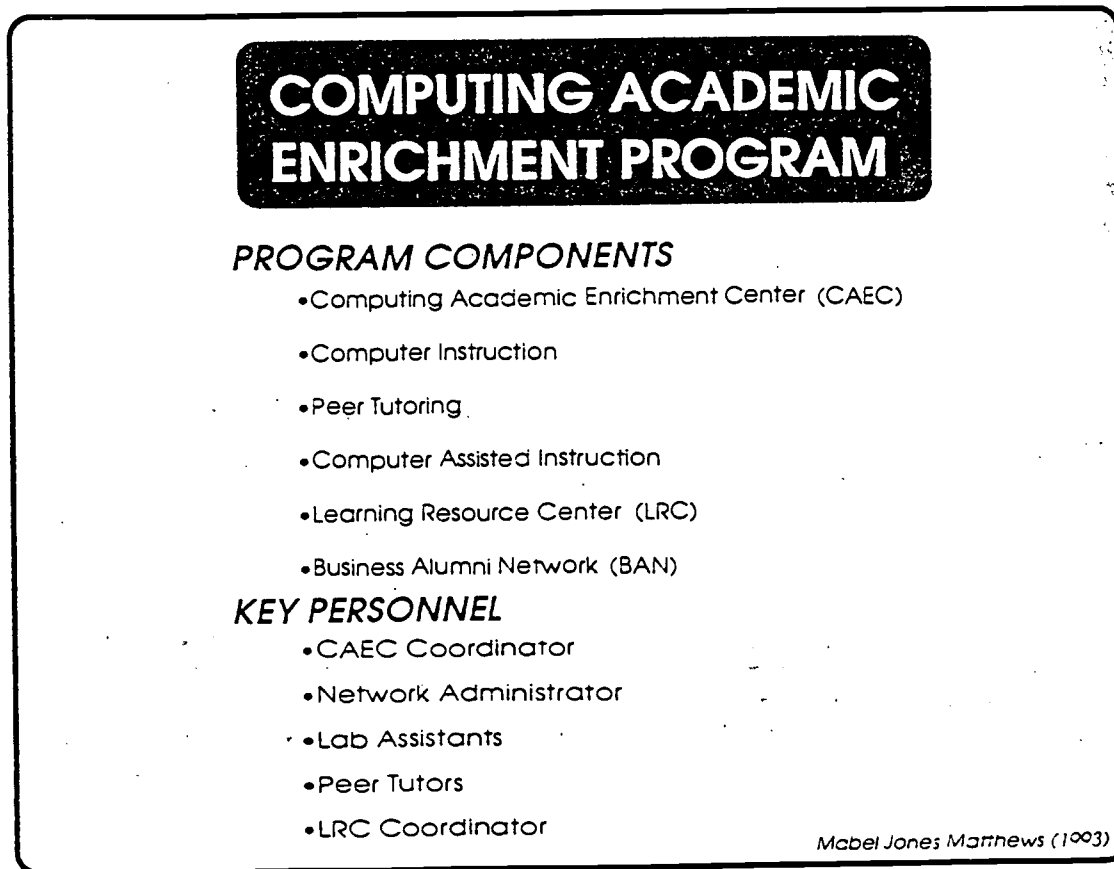 COMPUTING ACADEMIC
ENRICHMENT PROGRAM
PROGRAM COMPONENTS
•Computing Academic Enrichment Center (CAEC)
•Computer Instruction
•Peer Tutoring
•Computer Assisted Instruction
•Learning Resource Center (LRC)
•Business Alumni Network (BAN)
KEY PERSONNEL
•CAEC Coordinator
•Network Administrator
•Lab Assistants
•Peer Tutors
•LRC Coordinator
Mabel Jones Matthews (1993)